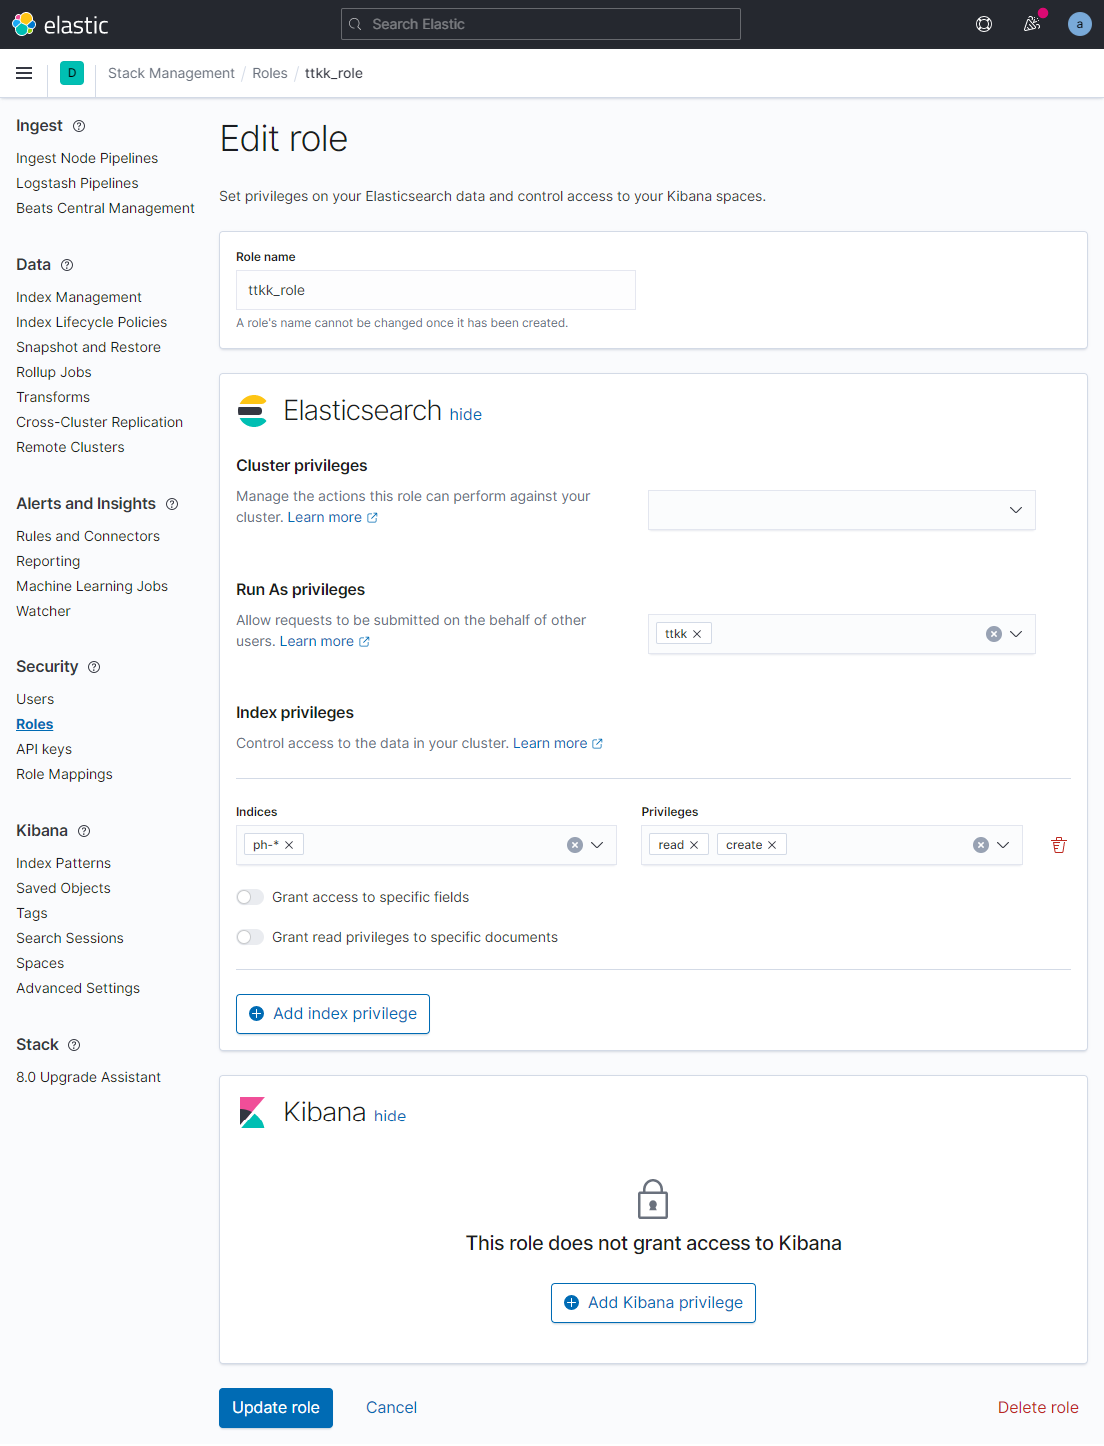 elastic
Search Elastic
a
D
Stack Management / Roles / ttkk_role
Ingest
Ingest Node Pipelines
Logstash Pipelines
Beats Central Management
Data
Index Management
Index Lifecycle Policies
Snapshot and Restore
Rollup Jobs
Transforms
Cross-Cluster Replication
Remote Clusters
Alerts and Insights
Rules and Connectors
Reporting
Machine Learning Jobs
Watcher
Security
Users
Roles
API keys
Role Mappings
Kibana
Index Patterns
Saved Objects
Tags
Search Sessions
Spaces
Advanced Settings
Stack
8.0 Upgrade Assistant
Edit role
Set privileges on your Elasticsearch data and control access to your Kibana spaces.
Role name
ttkk_role
A role's name cannot be changed once it has been created.
Elasticsearch hide
Cluster privileges
Manage the actions this role can perform against your
cluster. Learn more
Run As privileges
Allow requests to be submitted on the behalf of other
users. Learn more
ttkk
Index privileges
Control access to the data in your cluster. Learn more
Indices
ph-*
Privileges
read create
Grant access to specific fields
Grant read privileges to specific documents
Add index privilege
Kibana hide
This role does not grant access to Kibana
Add Kibana privilege
Update role
Cancel
Delete role